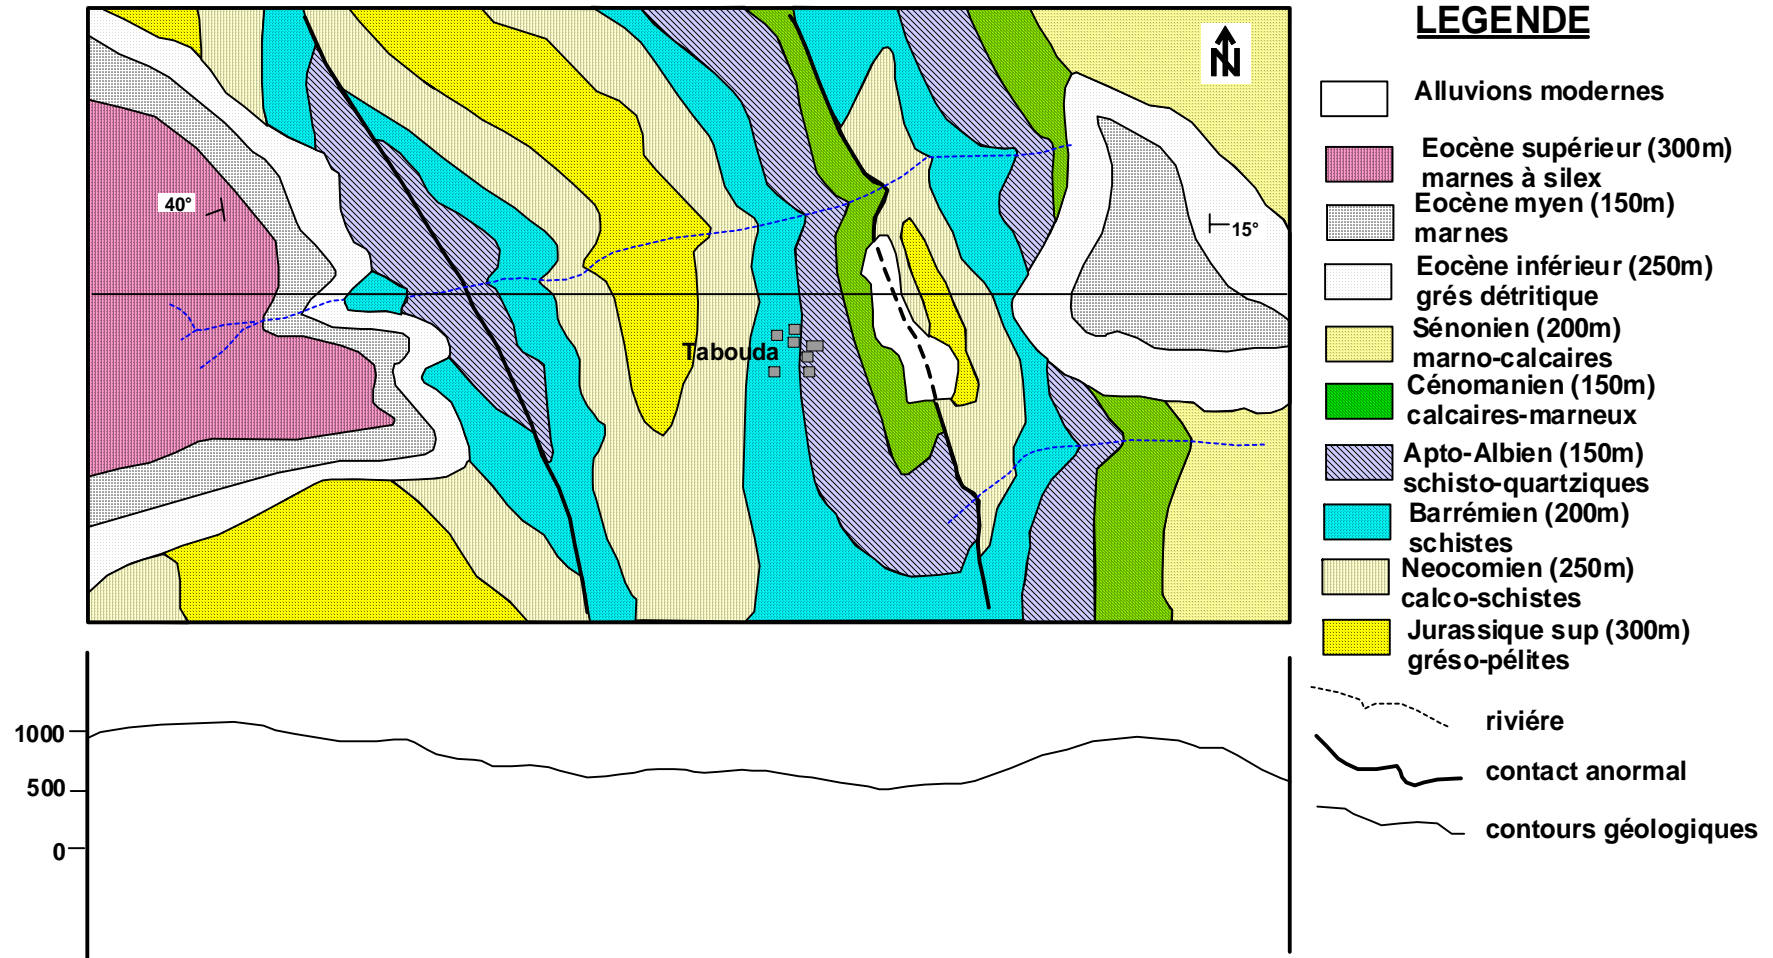 LEGENDE
N
Alluvions modernes
Eocène supérieur (300m)
marnes à silex
Eocène myen (150m)
marnes
Eocène inférieur (250m)
grés détritique
Sénonien (200m)
marno-calcaires
Cénomanien (150m)
calcaires-marneux
Apto-Albien (150m)
schisto-quartziques
Barrémien (200m)
schistes
Neocomien (250m)
calco-schistes
Jurassique sup (300m)
gréso-pélites
riviére
contact anormal
contours géologiques
40°
15°
Tabouda
1000
500
0